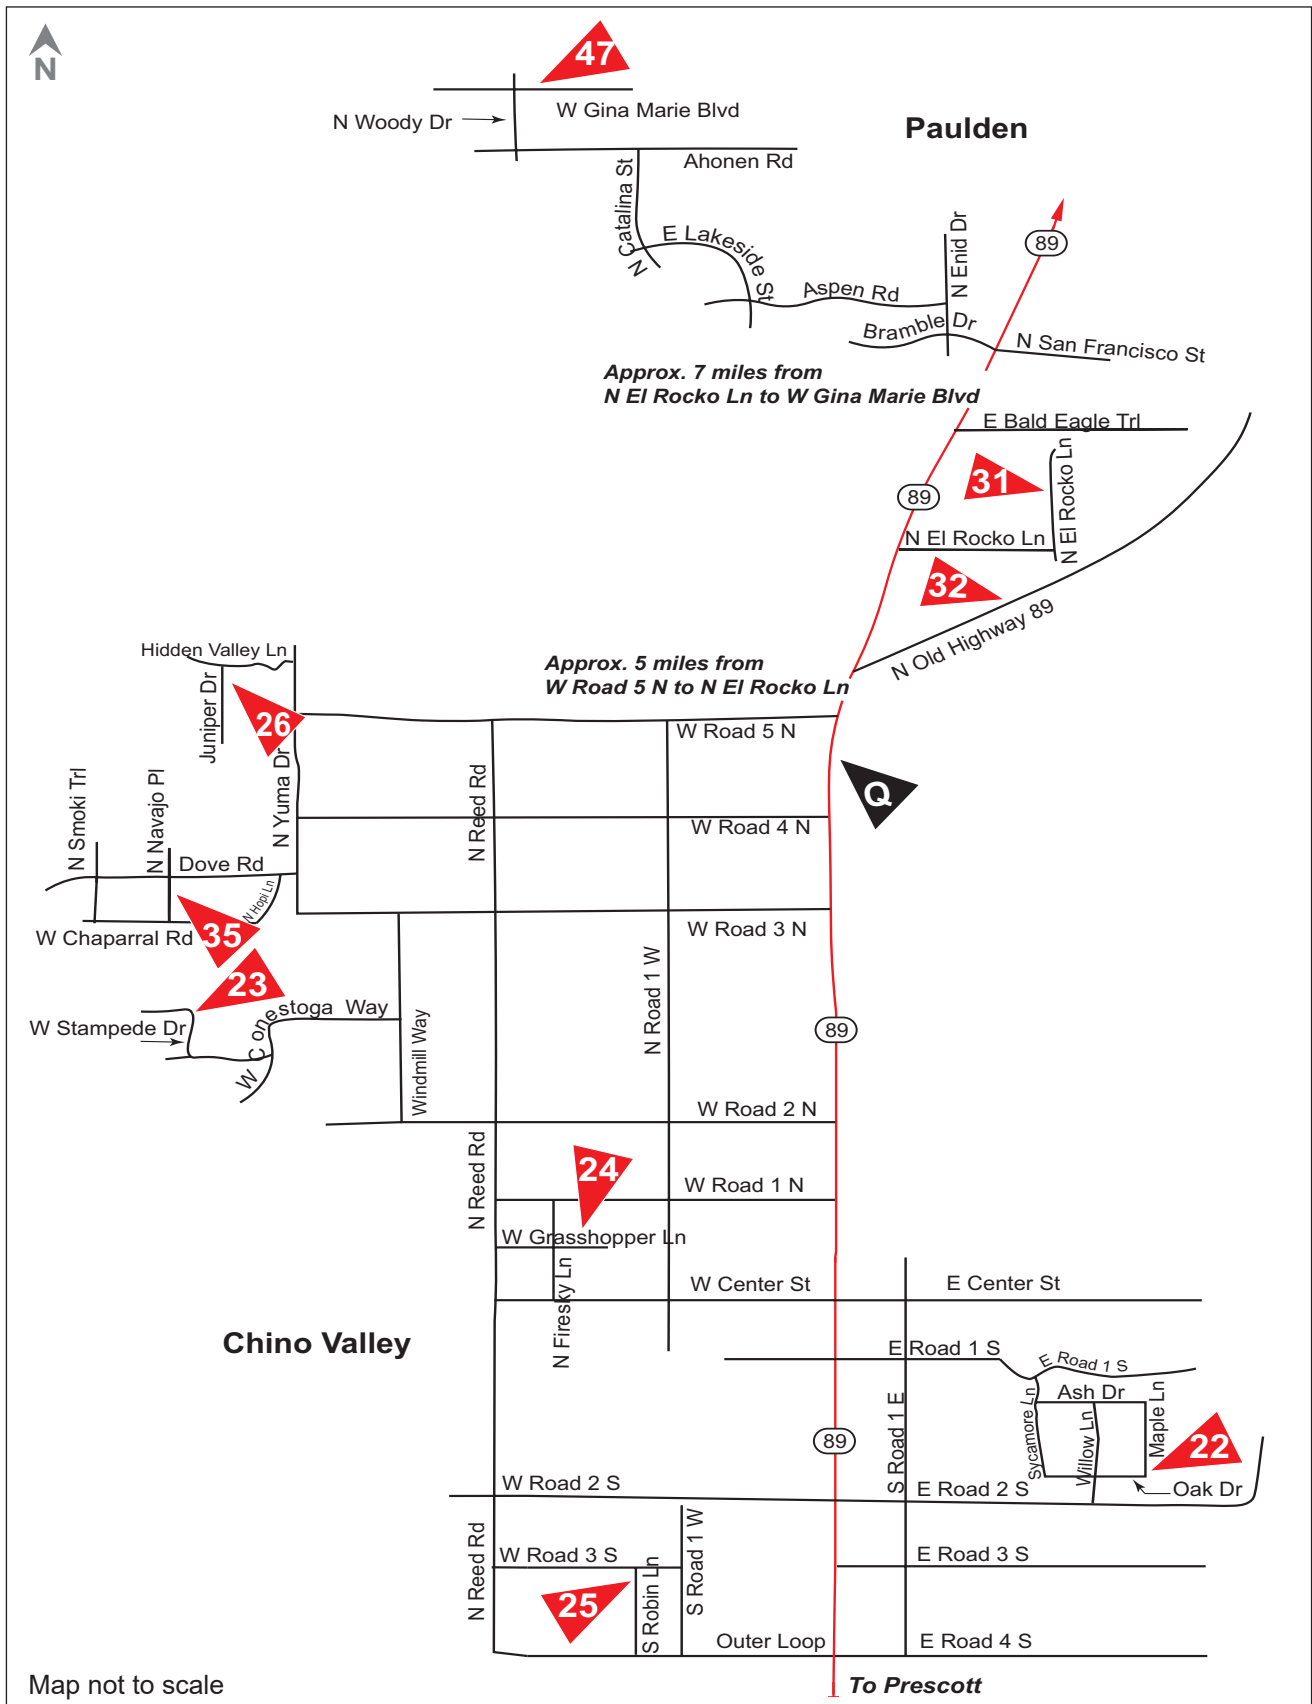 N
47
W Gina Marie Blvd
N Woody Dr
Paulden
Ahonen Rd
N Catalina St
E Lakeside St
N Enid Dr
89
Aspen Rd
Bramble Dr
N San Francisco St
Approx. 7 miles from
N El Rocko Ln to W Gina Marie Blvd
E Bald Eagle Trl
31
N El Rocko Ln
89
N El Rocko Ln
32
N Old Highway 89
Hidden Valley Ln
Juniper Dr
26
Approx. 5 miles from
W Road 5 N to N El Rocko Ln
W Road 5 N
N Yuma Dr
N Reed Rd
Q
W Road 4 N
N Smoki Trl
N Navajo Pl
Dove Rd
N Hopi Ln
W Chaparral Rd
35
W Road 3 N
23
W Conestoga Way
W Stampede Dr
Windmill Way
N Road 1 W
89
W Road 2 N
N Reed Rd
24
W Road 1 N
W Grasshopper Ln
N Firesky Ln
W Center St
E Center St
Chino Valley
E Road 1 S
E Road 1 S
Ash Dr
Sycamore Ln
Willow Ln
Maple Ln
22
S Road 1 E
89
W Road 2 S
E Road 2 S
Oak Dr
N Reed Rd
W Road 3 S
S Robin Ln
S Road 1 W
E Road 3 S
25
Outer Loop
E Road 4 S
Map not to scale
To Prescott